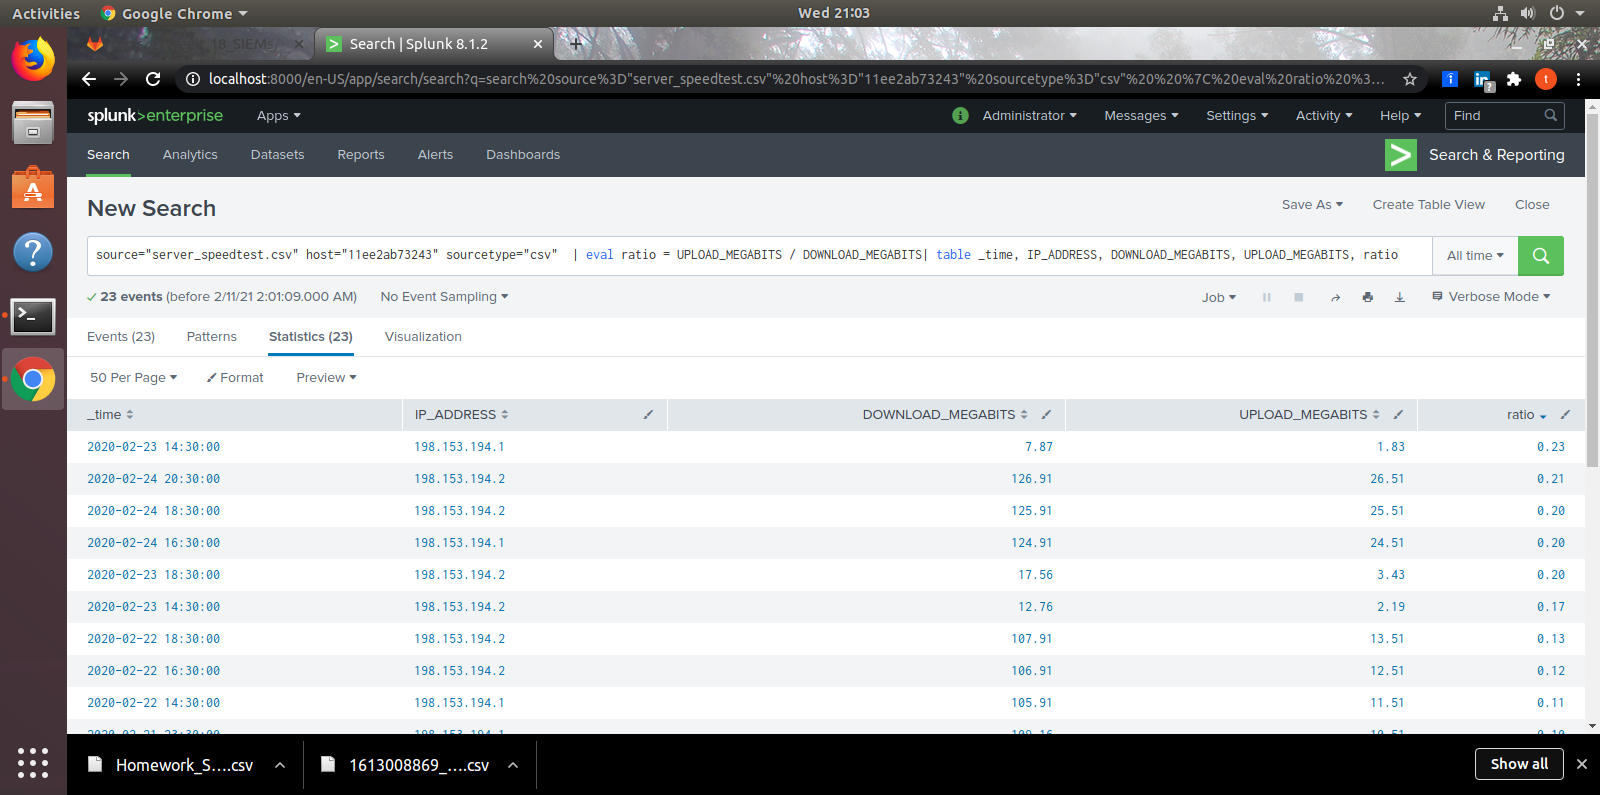 Activities Google Chrome Wed 21:03
18_SIEMs Search | Splunk 8.1.2
localhost:8000/en-US/app/search/search?q=search%20source%3D"server_speedtest.csv"%20host%3D"11ee2ab73243"%20sourcetype%3D"csv"%20%20%7C%20eval%20ratio%20%3... t
splunk>enterprise Apps i Administrator Messages Settings Activity Help Find
Search Analytics Datasets Reports Alerts Dashboards Search & Reporting
New Search Save As Create Table View Close
source="server_speedtest.csv" host="11ee2ab73243" sourcetype="csv" | eval ratio = UPLOAD_MEGABITS / DOWNLOAD_MEGABITS| table _time, IP_ADDRESS, DOWNLOAD_MEGABITS, UPLOAD_MEGABITS, ratio All time
✓ 23 events (before 2/11/21 2:01:09.000 AM) No Event Sampling Job Verbose Mode
Events (23) Patterns Statistics (23) Visualization
50 Per Page Format Preview
_time IP_ADDRESS DOWNLOAD_MEGABITS UPLOAD_MEGABITS ratio
2020-02-23 14:30:00 198.153.194.1 7.87 1.83 0.23
2020-02-24 20:30:00 198.153.194.2 126.91 26.51 0.21
2020-02-24 18:30:00 198.153.194.2 125.91 25.51 0.20
2020-02-24 16:30:00 198.153.194.1 124.91 24.51 0.20
2020-02-23 18:30:00 198.153.194.2 17.56 3.43 0.20
2020-02-23 14:30:00 198.153.194.2 12.76 2.19 0.17
2020-02-22 18:30:00 198.153.194.2 107.91 13.51 0.13
2020-02-22 16:30:00 198.153.194.2 106.91 12.51 0.12
2020-02-22 14:30:00 198.153.194.1 105.91 11.51 0.11
Homework_S....csv 1613008869_....csv Show all